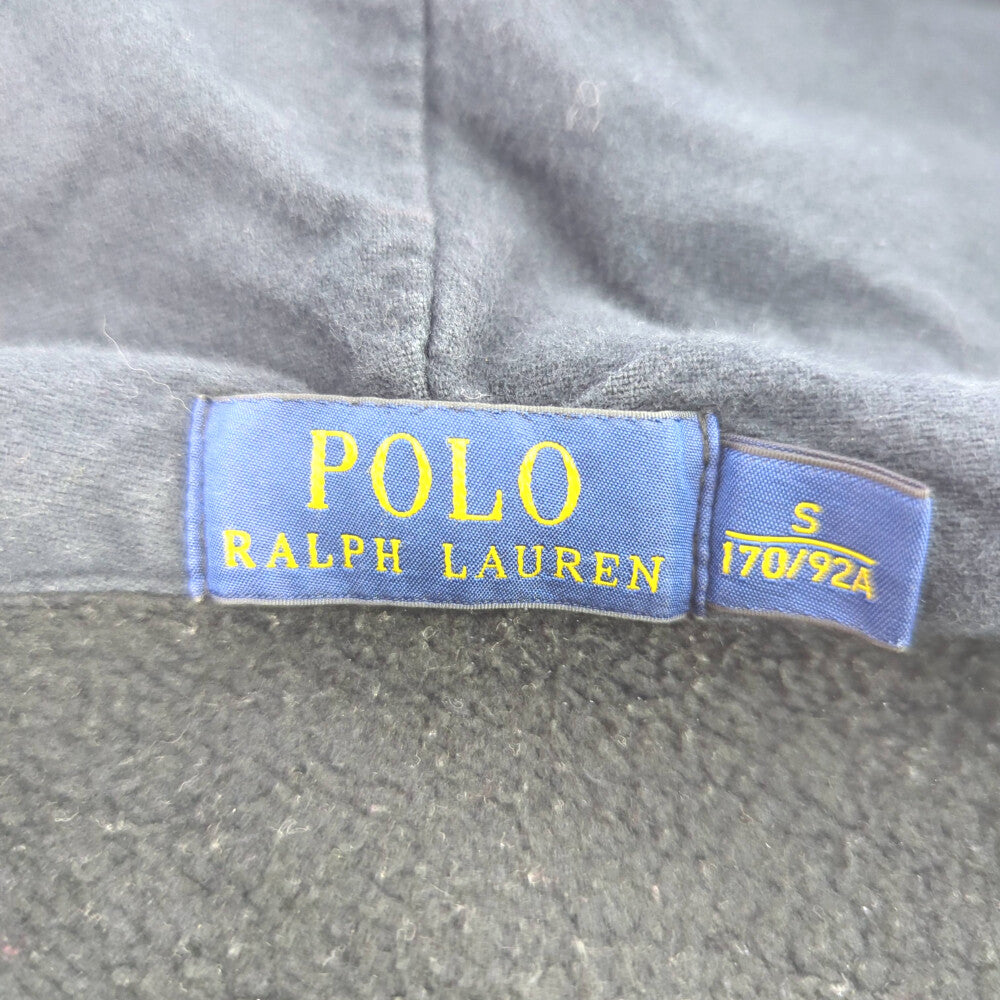 POLO
RALPH LAUREN
S
170/92A